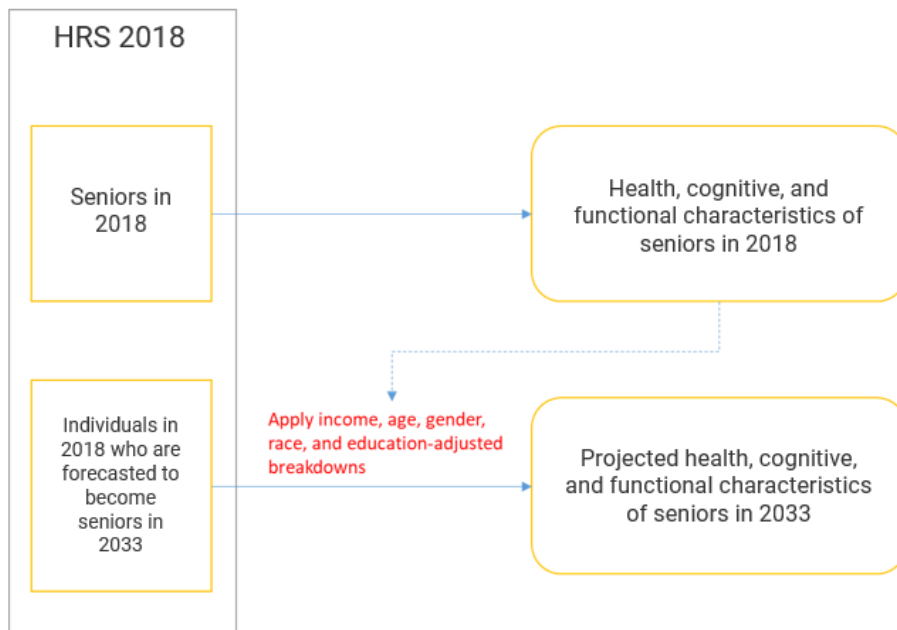 HRS 2018
Seniors in
2018
Health, cognitive, and
functional characteristics of
seniors in 2018
Individuals in
2018 who are
forecasted to
become
seniors in
2033
Apply income, age, gender,
race, and education-adjusted
breakdowns
Projected health, cognitive,
and functional characteristics
of seniors in 2033